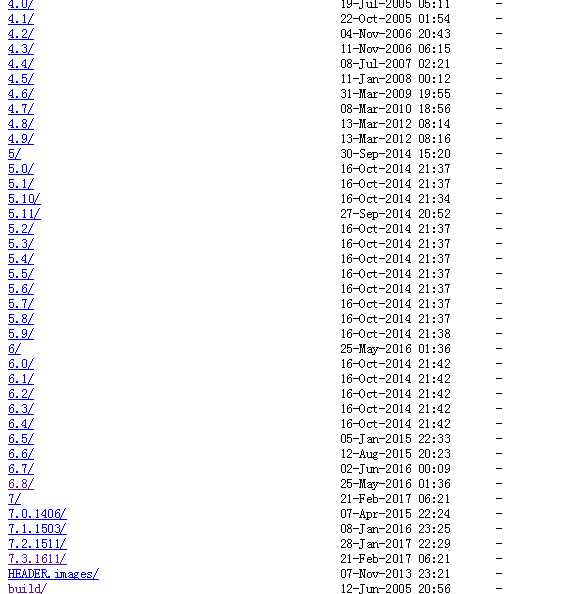 4.0/ 19-Jul-2005 05:11 -
4.1/ 22-Oct-2005 01:54 -
4.2/ 04-Nov-2006 20:43 -
4.3/ 11-Nov-2006 06:15 -
4.4/ 08-Jul-2007 02:21 -
4.5/ 11-Jan-2008 00:12 -
4.6/ 31-Mar-2009 19:55 -
4.7/ 08-Mar-2010 18:56 -
4.8/ 13-Mar-2012 08:14 -
4.9/ 13-Mar-2012 08:16 -
5/ 30-Sep-2014 15:20 -
5.0/ 16-Oct-2014 21:37 -
5.1/ 16-Oct-2014 21:37 -
5.10/ 16-Oct-2014 21:34 -
5.11/ 27-Sep-2014 20:52 -
5.2/ 16-Oct-2014 21:37 -
5.3/ 16-Oct-2014 21:37 -
5.4/ 16-Oct-2014 21:37 -
5.5/ 16-Oct-2014 21:37 -
5.6/ 16-Oct-2014 21:37 -
5.7/ 16-Oct-2014 21:37 -
5.8/ 16-Oct-2014 21:37 -
5.9/ 16-Oct-2014 21:38 -
6/ 25-May-2016 01:36 -
6.0/ 16-Oct-2014 21:42 -
6.1/ 16-Oct-2014 21:42 -
6.2/ 16-Oct-2014 21:42 -
6.3/ 16-Oct-2014 21:42 -
6.4/ 16-Oct-2014 21:42 -
6.5/ 05-Jan-2015 22:33 -
6.6/ 12-Aug-2015 20:23 -
6.7/ 02-Jun-2016 00:09 -
6.8/ 25-May-2016 01:36 -
7/ 21-Feb-2017 06:21 -
7.0.1406/ 07-Apr-2015 22:24 -
7.1.1503/ 08-Jan-2016 23:25 -
7.2.1511/ 28-Jan-2017 22:29 -
7.3.1611/ 21-Feb-2017 06:21 -
HEADER.images/ 07-Nov-2013 23:21 -
build/ 12-Jun-2005 20:56 -